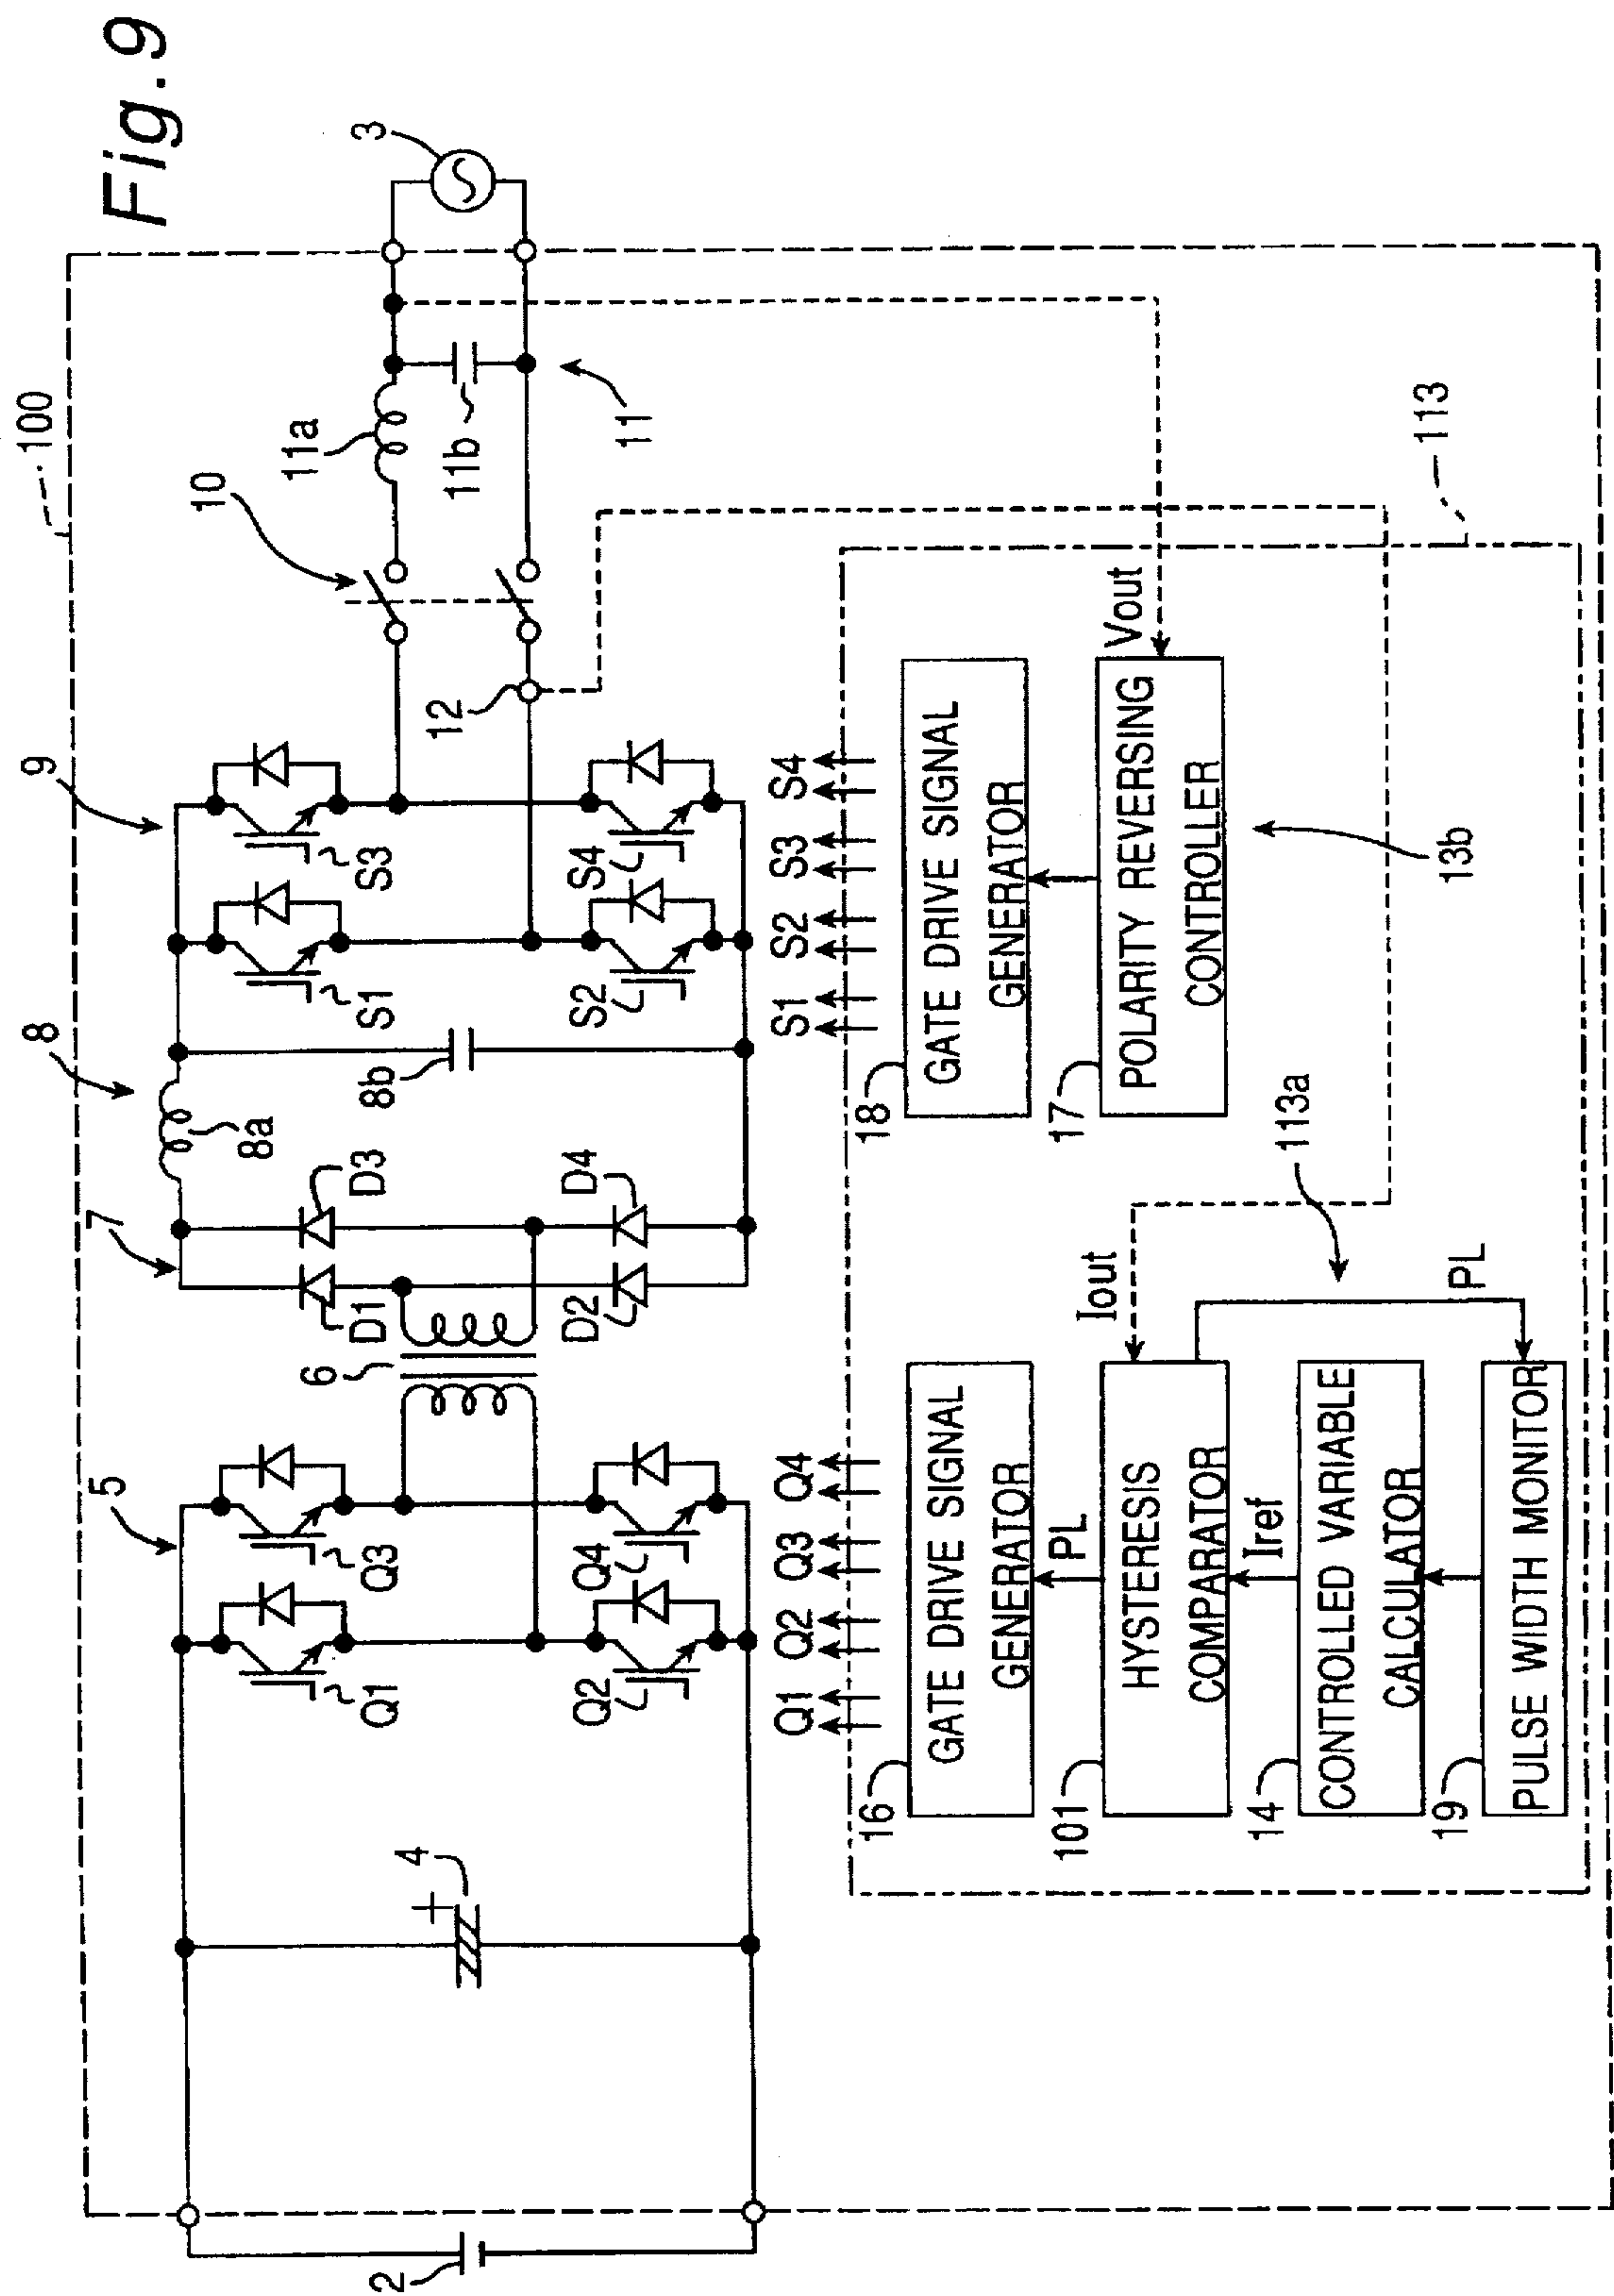 Fig.9
100
5
7
8
9
10
11a
3
Q1
Q3
Q2
Q4
4
2
6
D1
D3
D2
D4
8a
8b
S1
S3
S2
S4
12
11b
11
Q1 Q2 Q3 Q4
S1 S2 S3 S4
16
GATE DRIVE SIGNAL
GENERATOR
PL
101
HYSTERESIS
COMPARATOR
Iout
Iref
14
CONTROLLED VARIABLE
CALCULATOR
19
PULSE WIDTH MONITOR
PL
113a
18
GATE DRIVE SIGNAL
GENERATOR
17
POLARITY REVERSING
CONTROLLER
Vout
13b
113